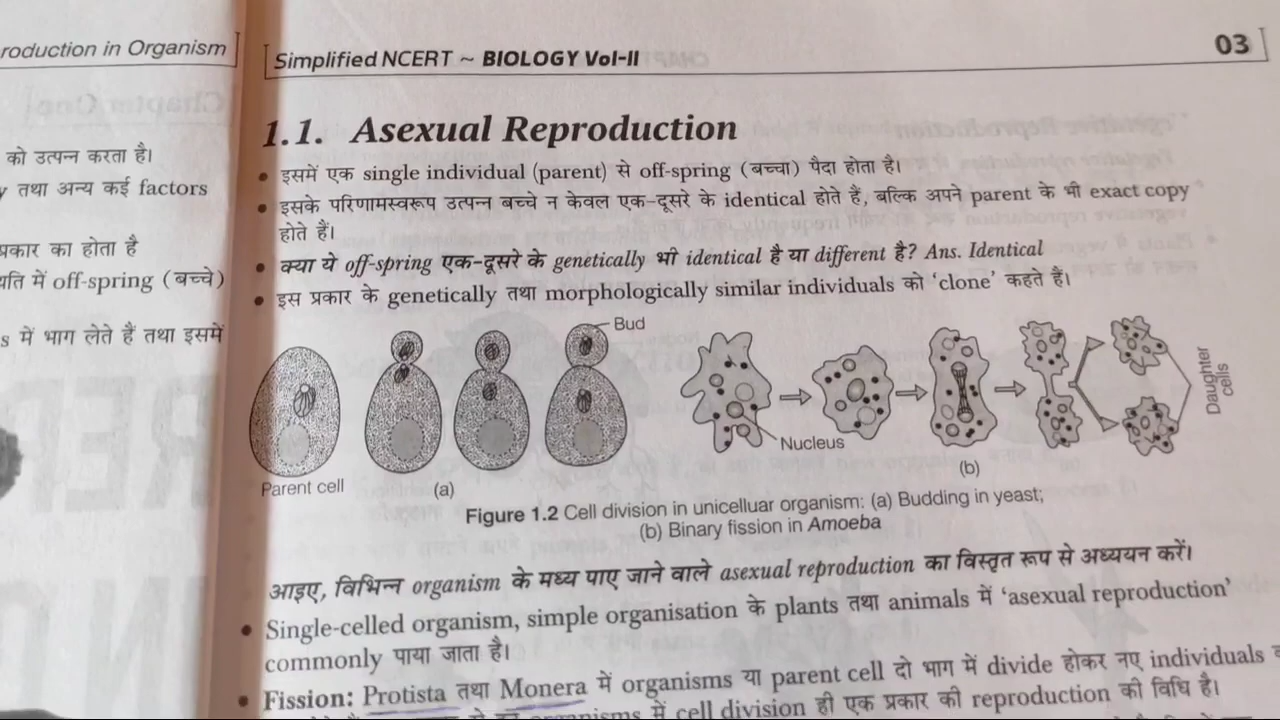 roduction in Organism
को उत्पन्न करता है।
तथा अन्य कई factors
प्रकार का होता है
में off-spring (बच्चे)
s में भाग लेते हैं तथा इसमें
Simplified NCERT ~ BIOLOGY Vol-II
03
1.1. Asexual Reproduction
• इसमें एक single individual (parent) से off-spring (बच्चा) पैदा होता है।
• इसके परिणामस्वरूप उत्पन्न बच्चे न केवल एक-दूसरे के identical होते हैं, बल्कि अपने parent के भी exact copy
होते हैं।
• क्या ये off-spring एक-दूसरे के genetically भी identical है या different है? Ans. Identical
• इस प्रकार के genetically तथा morphologically similar individuals को 'clone' कहते हैं।
Bud
Nucleus
Daughter
cells
Parent cell
(a)
(b)
Figure 1.2 Cell division in unicelluar organism: (a) Budding in yeast;
(b) Binary fission in Amoeba
आइए, विभिन्न organism के मध्य पाए जाने वाले asexual reproduction का विस्तृत रूप से अध्ययन करें।
• Single-celled organism, simple organisation के plants तथा animals में 'asexual reproduction'
commonly पाया जाता है।
• Fission: Protista तथा Monera में organisms या parent cell दो भाग में divide होकर नए individuals
में cell division ही एक प्रकार की reproduction की विधि है।